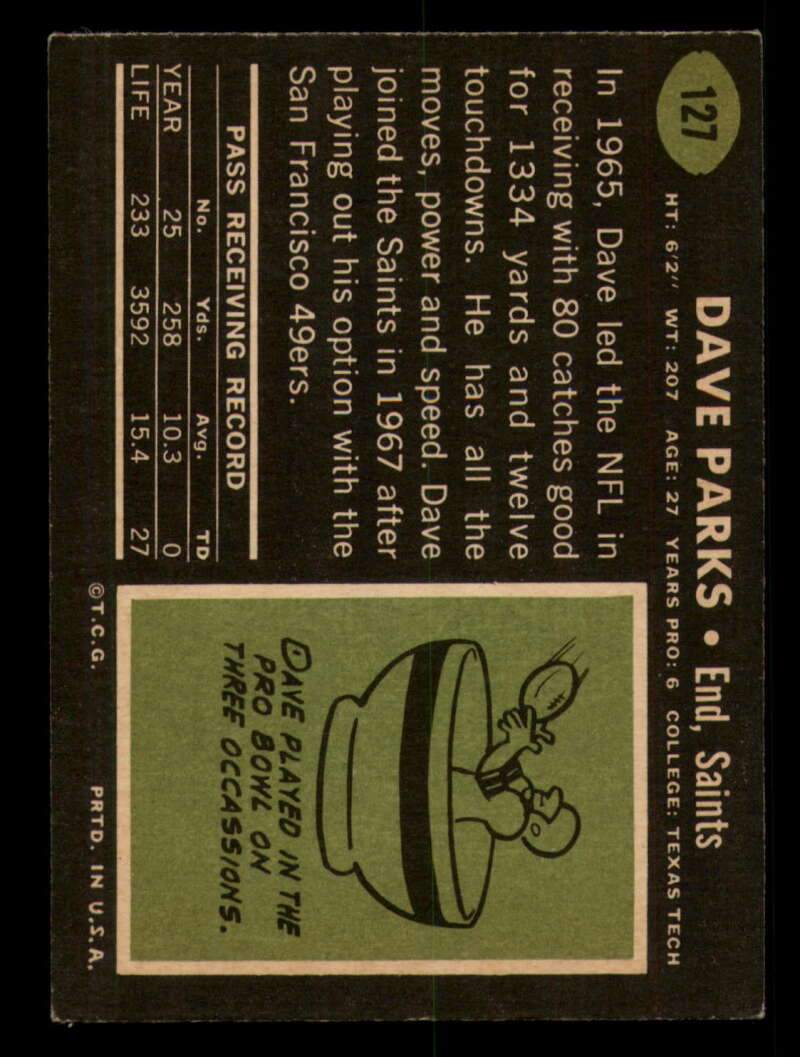 127
DAVE PARKS • End, Saints
HT: 6'2" WT: 207 AGE: 27 YEARS PRO: 6 COLLEGE: TEXAS TECH
In 1965, Dave led the NFL in
receiving with 80 catches good
for 1334 yards and twelve
touchdowns. He has all the
moves, power and speed. Dave
joined the Saints in 1967 after
playing out his option with the
San Francisco 49ers.
PASS RECEIVING RECORD
No. Yds. Avg. TD
YEAR 25 258 10.3 0
LIFE 233 3592 15.4 27
DAVE PLAYED IN THE
PRO BOWL ON
THREE OCCASSIONS.
©T.C.G. PRTD. IN U.S.A.